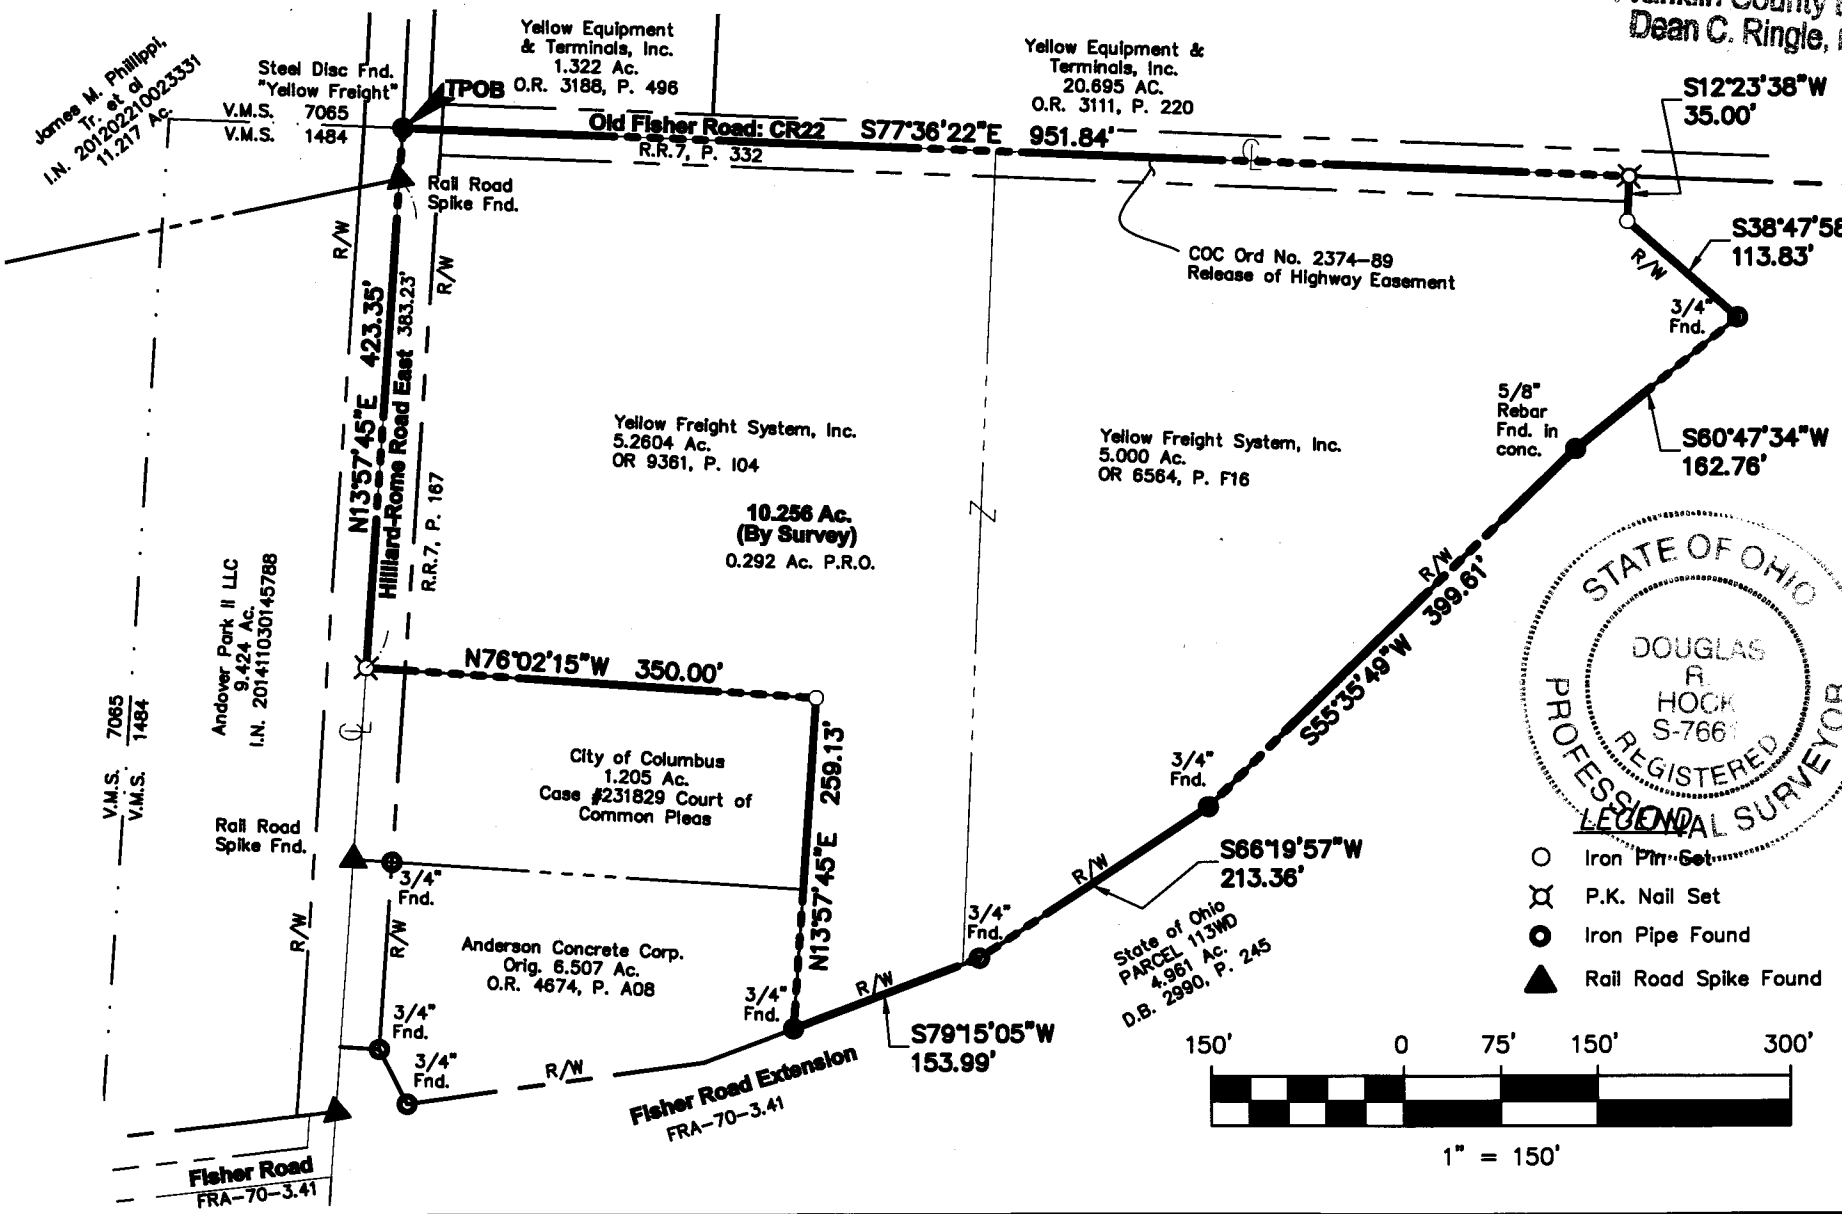 Dean C. Ringle,
James M. Phillippi,
Tr. et al
I.N. 201202210023331
11.217 Ac.
Steel Disc Fnd.
"Yellow Freight"
V.M.S. 7065
V.M.S. 1484
TPOB
Yellow Equipment
& Terminals, Inc.
1.322 Ac.
O.R. 3188, P. 496
Yellow Equipment &
Terminals, Inc.
20.695 AC.
O.R. 3111, P. 220
S12°23'38"W
35.00'
Old Fisher Road: CR22 S77°36'22"E 951.84'
R.R.7, P. 332
Rail Road
Spike Fnd.
R/W
R/W
COC Ord No. 2374-89
Release of Highway Easement
S38°47'58
113.83'
R/W
3/4"
Fnd.
N13°57'45"E 423.35'
Hilliard-Rome Road East 383.23'
R.R.7, P. 167
Yellow Freight System, Inc.
5.2604 Ac.
OR 9361, P. I04
10.256 Ac.
(By Survey)
0.292 Ac. P.R.O.
Yellow Freight System, Inc.
5.000 Ac.
OR 6564, P. F16
5/8"
Rebar
Fnd. in
conc.
S60°47'34"W
162.76'
R/W
S55°35'49"W 399.61'
STATE OF OHIO
DOUGLAS
R.
HOCK
S-7661
REGISTERED
PROFESSIONAL SURVEYOR
Andover Park II LLC
9.424 Ac.
I.N. 201411030145788
V.M.S. 7065
V.M.S. 1484
N76°02'15"W 350.00'
City of Columbus
1.205 Ac.
Case #231829 Court of
Common Pleas
N13°57'45"E 259.13'
Rail Road
Spike Fnd.
3/4"
Fnd.
R/W
R/W
Anderson Concrete Corp.
Orig. 6.507 Ac.
O.R. 4674, P. A08
3/4"
Fnd.
3/4"
Fnd.
3/4"
Fnd.
3/4"
Fnd.
3/4"
Fnd.
R/W
R/W
R/W
S66°19'57"W
213.36'
State of Ohio
PARCEL 113WD
4.961 Ac.
D.B. 2990, P. 245
S79°15'05"W
153.99'
Fisher Road Extension
FRA-70-3.41
Fisher Road
FRA-70-3.41
LEGEND
Iron Pin Set
P.K. Nail Set
Iron Pipe Found
Rail Road Spike Found
150' 0 75' 150' 300'
1" = 150'